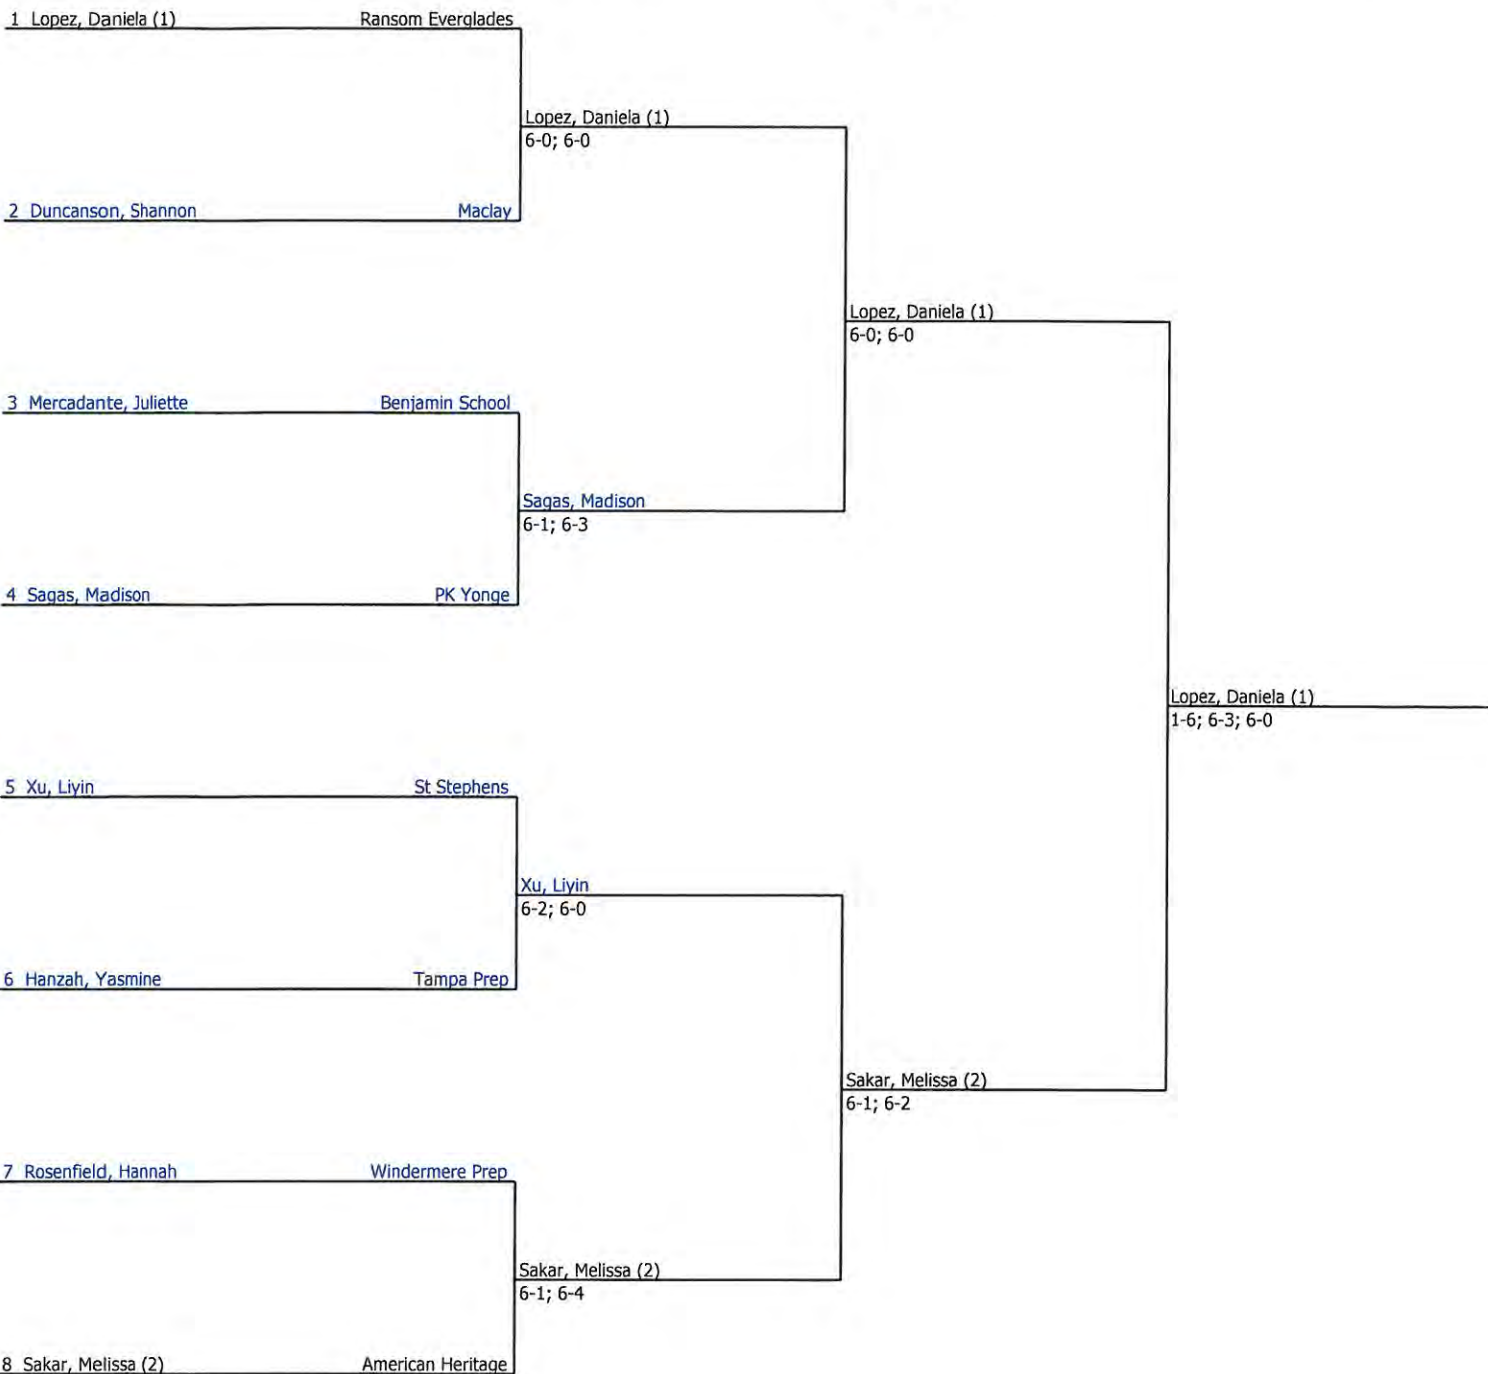 1 Lopez, Daniela (1) Ransom Everglades
Lopez, Daniela (1)
6-0; 6-0
2 Duncanson, Shannon Maclay
Lopez, Daniela (1)
6-0; 6-0
3 Mercadante, Juliette Benjamin School
Sagas, Madison
6-1; 6-3
4 Sagas, Madison PK Yonge
Lopez, Daniela (1)
1-6; 6-3; 6-0
5 Xu, Liyin St Stephens
Xu, Liyin
6-2; 6-0
6 Hanzah, Yasmine Tampa Prep
Sakar, Melissa (2)
6-1; 6-2
7 Rosenfield, Hannah Windermere Prep
Sakar, Melissa (2)
6-1; 6-4
8 Sakar, Melissa (2) American Heritage